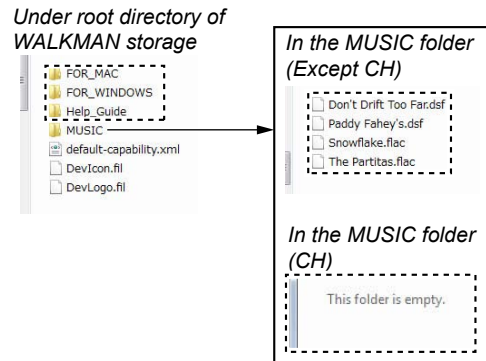 Under root directory of
WALKMAN storage
FOR_MAC
FOR_WINDOWS
Help_Guide
MUSIC
default-capability.xml
DevIcon.fil
DevLogo.fil
In the MUSIC folder
(Except CH)
Don't Drift Too Far.dsf
Paddy Fahey's.dsf
Snowflake.flac
The Partitas.flac
In the MUSIC folder
(CH)
This folder is empty.